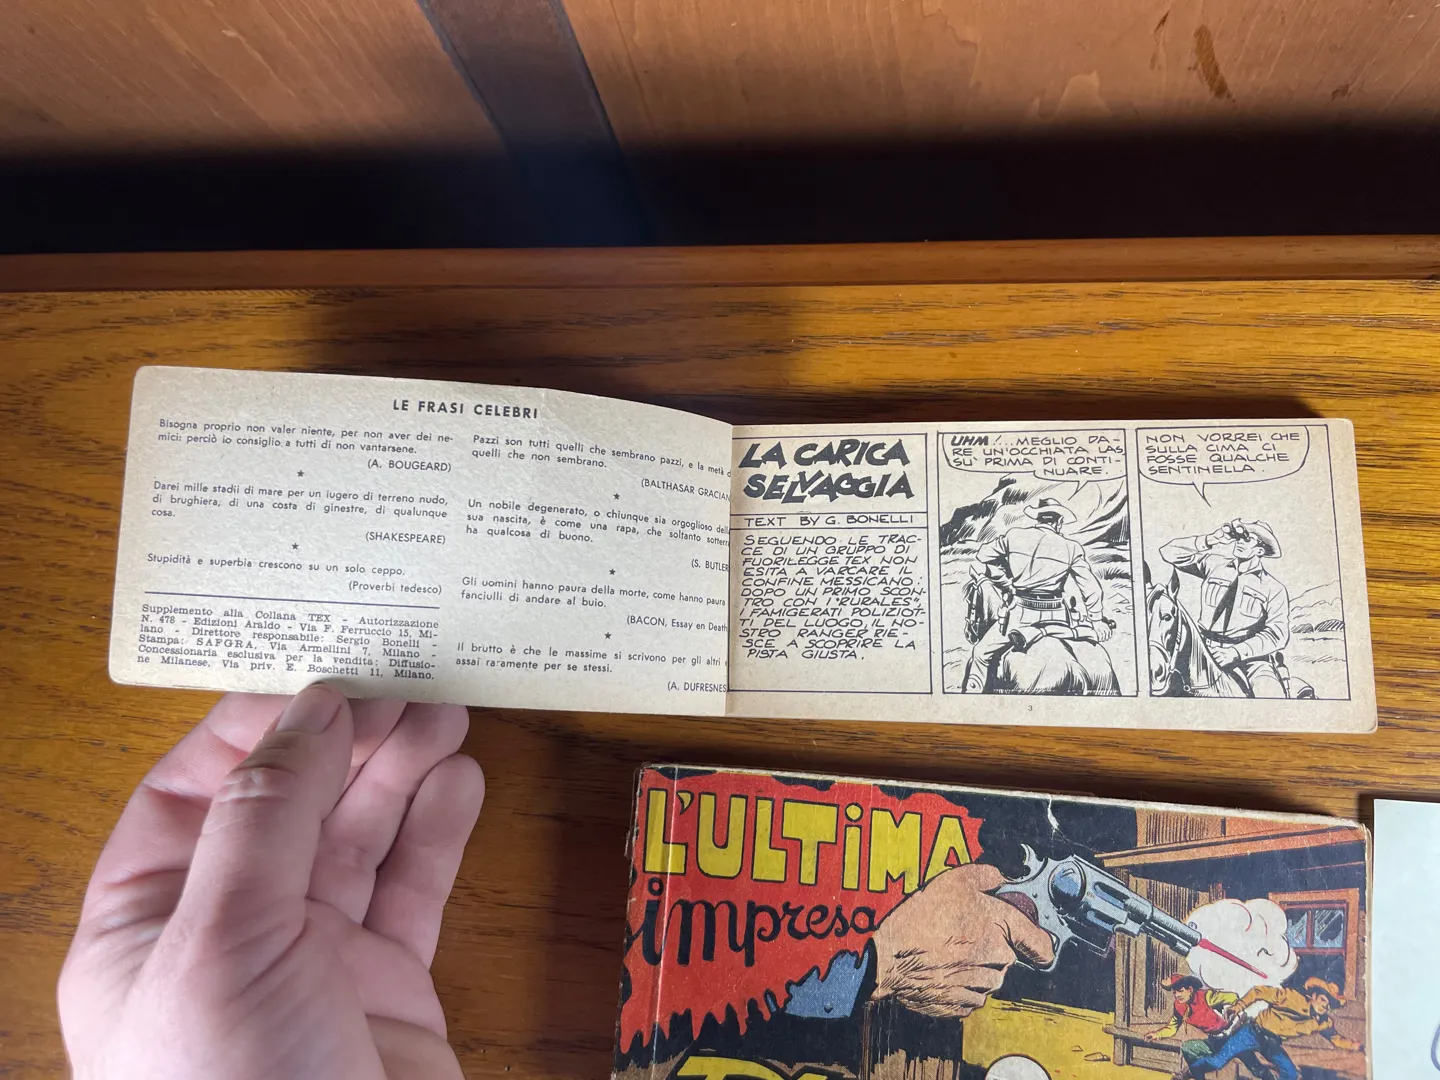 LE FRASI CELEBRI
Bisogna proprio non valer niente, per non aver dei ne-
mici: perciò io consiglio a tutti di non vantarsene.
(A. BOUGEARD)
★
Darei mille stadii di mare per un iugero di terreno nudo,
di brughiera, di una costa di ginestre, di qualunque
cosa.
(SHAKESPEARE)
★
Stupidità e superbia crescono su un solo ceppo.
(Proverbi tedesco)
Supplemento alla Collana TEX - Autorizzazione
N. 478 - Edizioni Araldo - Via F. Ferruccio 15, Mi-
lano - Direttore responsabile: Sergio Bonelli -
Stampa: SAFGRA, Via Armellini 7, Milano -
Concessionaria esclusiva per la vendita: Diffusio-
ne Milanese, Via priv. E. Boschetti 11, Milano.
Pazzi son tutti quelli che sembrano pazzi, e la metà
quelli che non sembrano.
(BALTHASAR GRACIAN
★
Un nobile degenerato, o chiunque sia orgoglioso
sua nascita, è come una rapa, che soltanto
ha qualcosa di buono.
(S. BUTLER
★
Gli uomini hanno paura della morte, come hanno paura
fanciulli di andare al buio.
(BACON, Essay en Death
★
Il brutto è che le massime si scrivono per gli altri
assai raramente per se stessi.
(A. DUFRESNES
LA CARICA
SELVAGGIA
TEXT BY G. BONELLI
SEGUENDO LE TRAC-
CE DI UN GRUPPO DI
FUORILEGGE TEX NON
ESITA A VARCARE IL
CONFINE MESSICANO:
DOPO UN PRIMO SCON-
TRO CON I "RURALES",
I FAMIGERATI POLIZIOT-
TI DEL LUOGO, IL NO-
STRO RANGER RIE-
SCE A SCOPRIRE LA
PISTA GIUSTA.
UHM!...MEGLIO DA-
RE UN'OCCHIATA LAS
SU' PRIMA DI CONTI-
NUARE.
NON VORREI CHE
SULLA CIMA CI
FOSSE QUALCHE
SENTINELLA.
3
L'ULTIMA
impresa